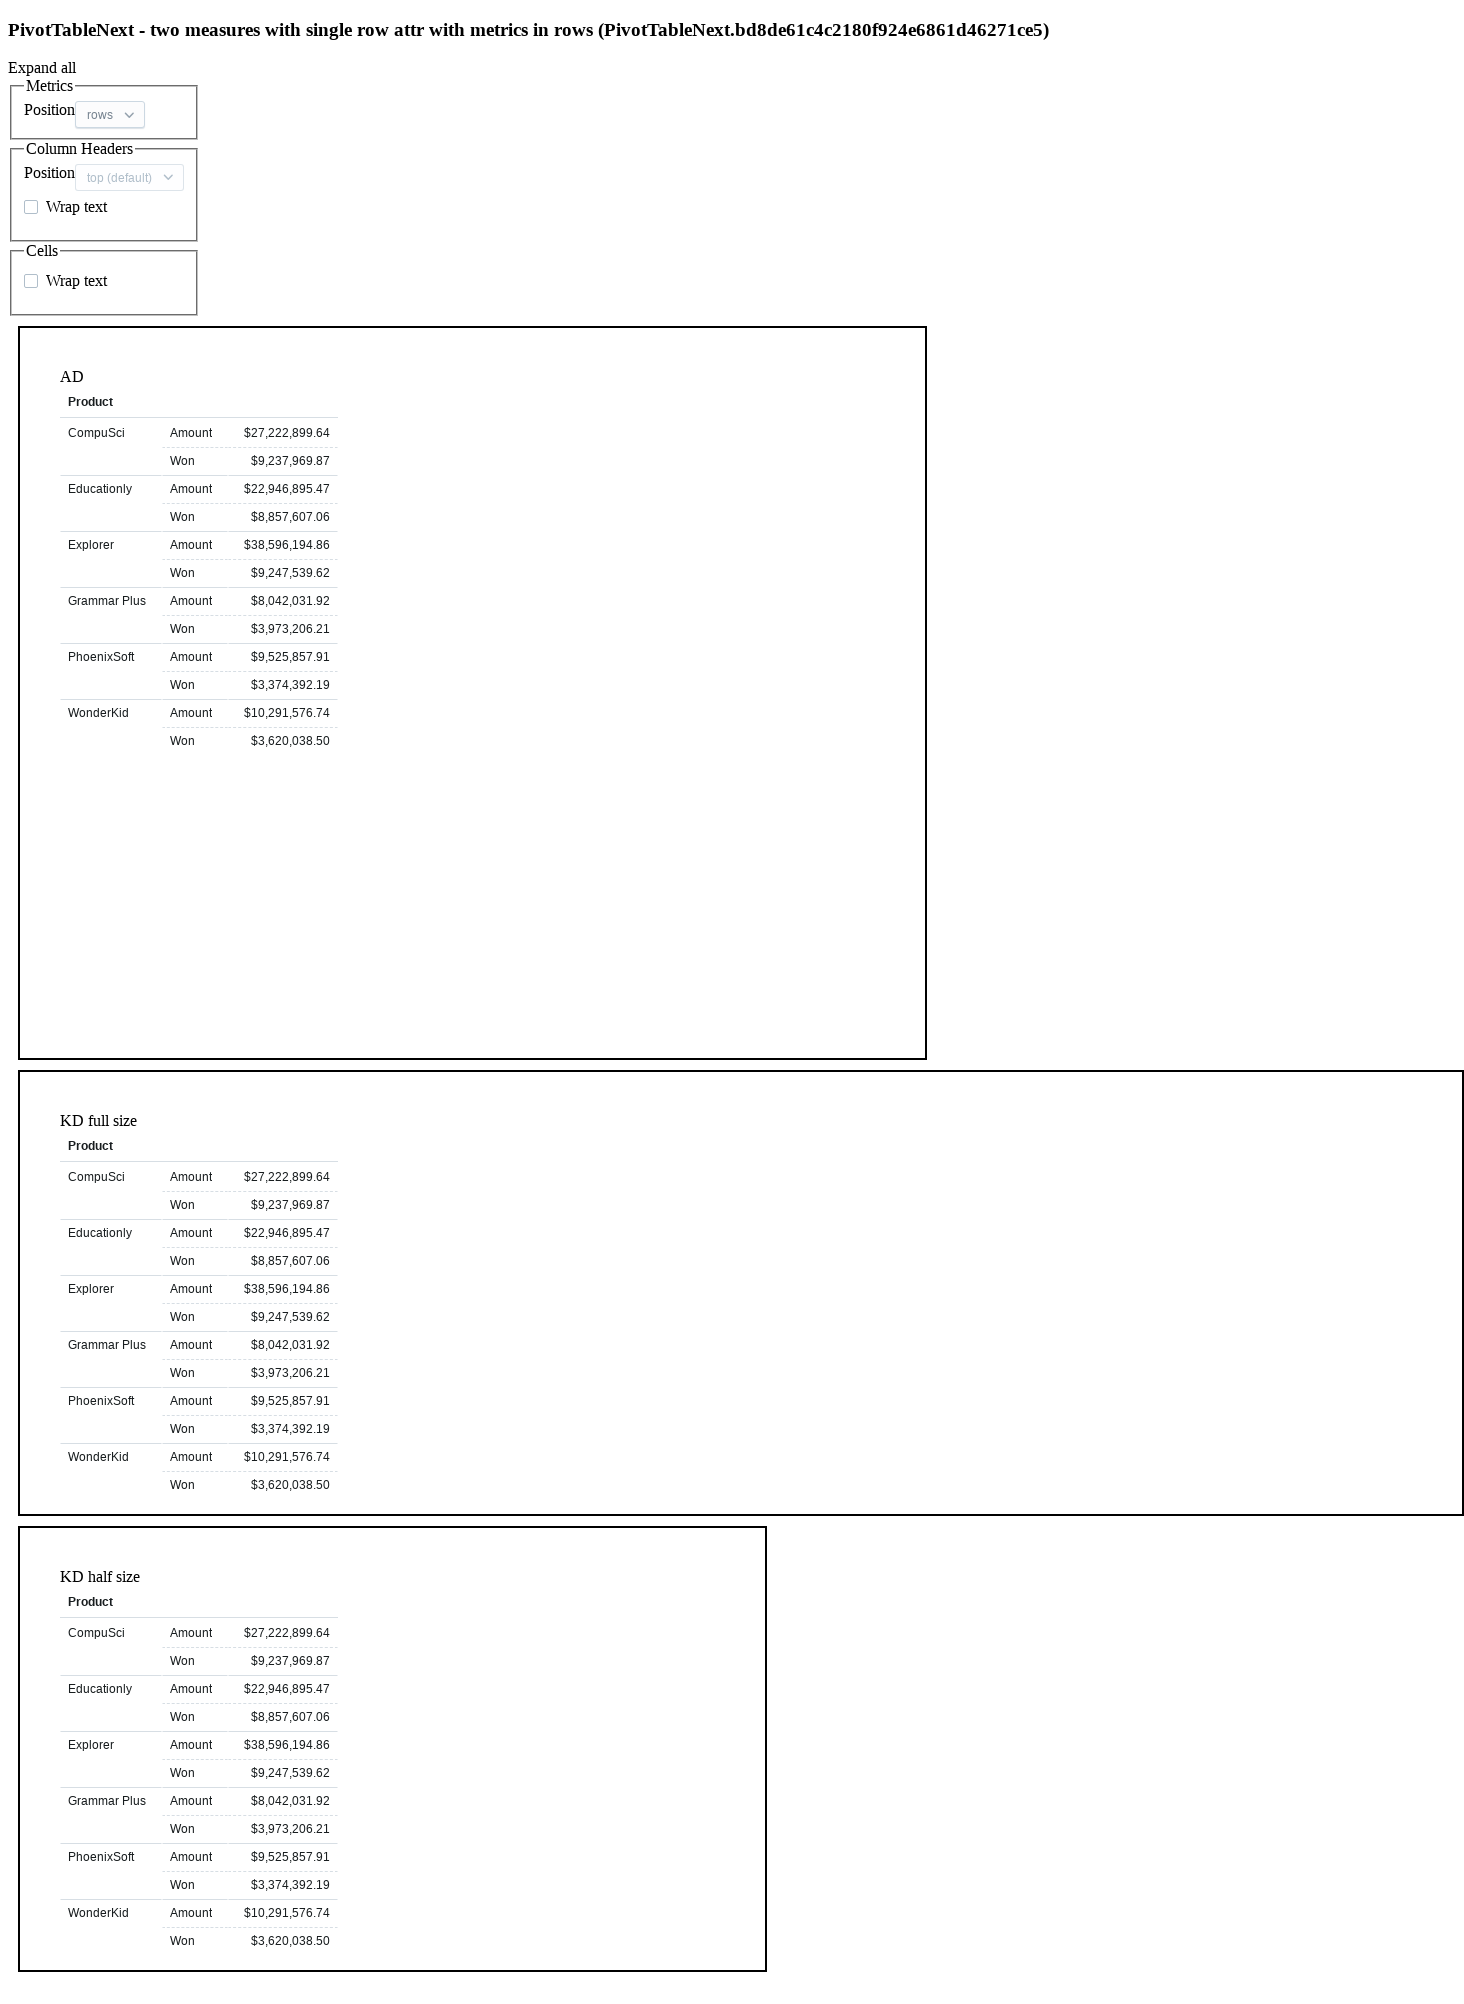 PivotTableNext - two measures with single row attr with metrics in rows (PivotTableNext.bd8de61c4c2180f924e6861d46271ce5)
Expand all
Metrics
Position rows
Column Headers
Position top (default)
Wrap text
Cells
Wrap text
AD
Product
CompuSci Amount $27,222,899.64
Won $9,237,969.87
Educationly Amount $22,946,895.47
Won $8,857,607.06
Explorer Amount $38,596,194.86
Won $9,247,539.62
Grammar Plus Amount $8,042,031.92
Won $3,973,206.21
PhoenixSoft Amount $9,525,857.91
Won $3,374,392.19
WonderKid Amount $10,291,576.74
Won $3,620,038.50
KD full size
Product
CompuSci Amount $27,222,899.64
Won $9,237,969.87
Educationly Amount $22,946,895.47
Won $8,857,607.06
Explorer Amount $38,596,194.86
Won $9,247,539.62
Grammar Plus Amount $8,042,031.92
Won $3,973,206.21
PhoenixSoft Amount $9,525,857.91
Won $3,374,392.19
WonderKid Amount $10,291,576.74
Won $3,620,038.50
KD half size
Product
CompuSci Amount $27,222,899.64
Won $9,237,969.87
Educationly Amount $22,946,895.47
Won $8,857,607.06
Explorer Amount $38,596,194.86
Won $9,247,539.62
Grammar Plus Amount $8,042,031.92
Won $3,973,206.21
PhoenixSoft Amount $9,525,857.91
Won $3,374,392.19
WonderKid Amount $10,291,576.74
Won $3,620,038.50